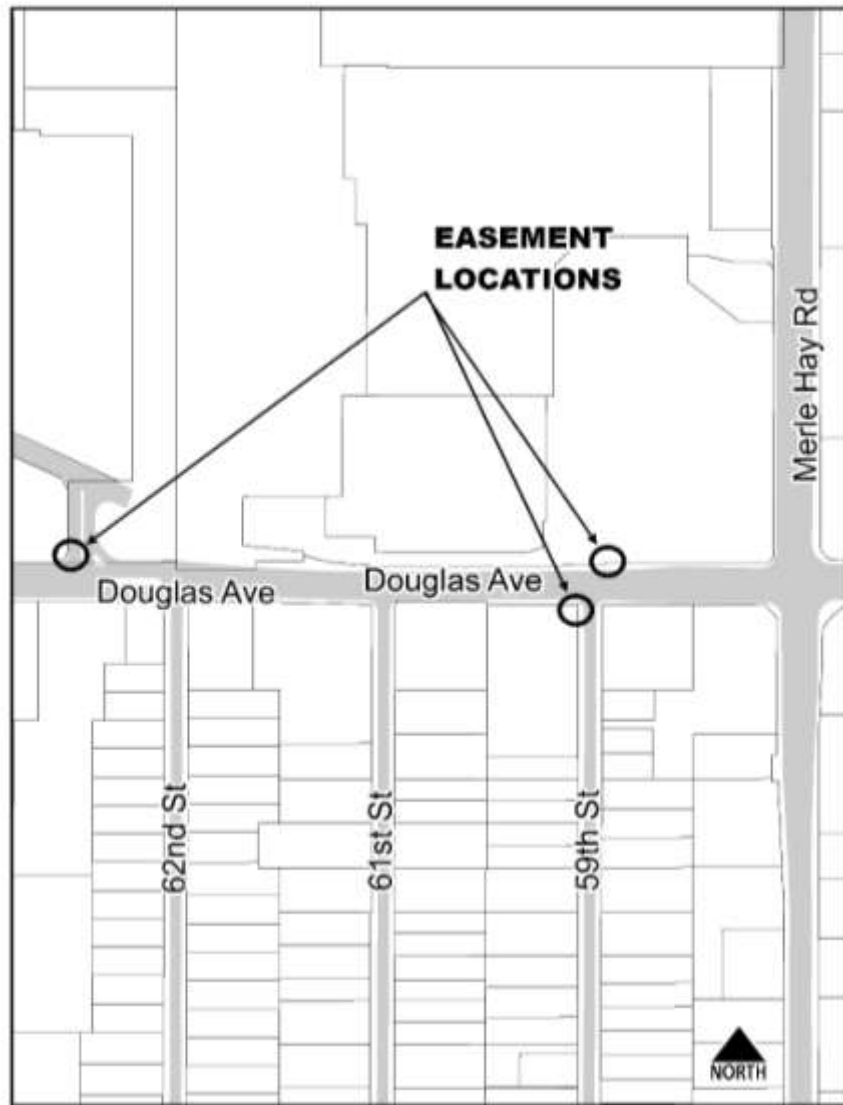 EASEMENT
LOCATIONS
Merle Hay Rd
Douglas Ave
Douglas Ave
62nd St
61st St
59th St
NORTH